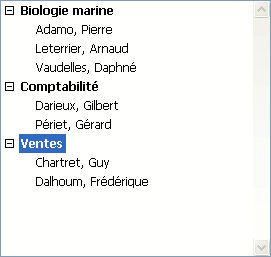 Biologie marine
Adamo, Pierre
Leterrier, Arnaud
Vaudelles, Daphné
Comptabilité
Darieux, Gilbert
Périet, Gérard
Ventes
Chartret, Guy
Dalhoum, Frédérique